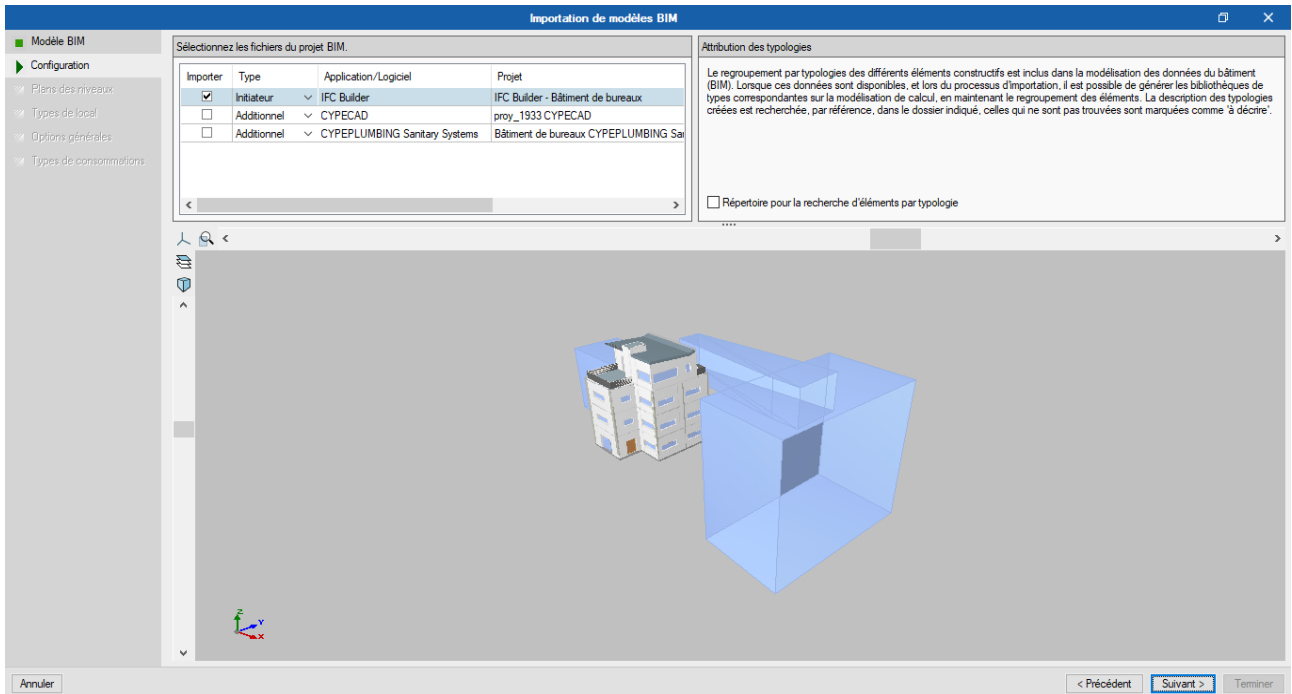 Importation de modèles BIM
Modèle BIM
Configuration
Plans des niveaux
Types de local
Options générales
Types de consommations
Sélectionnez les fichiers du projet BIM.
Importer Type Application/Logiciel Projet
Initiateur IFC Builder IFC Builder - Bâtiment de bureaux
Additionnel CYPECAD proy_1933 CYPECAD
Additionnel CYPEPLUMBING Sanitary Systems Bâtiment de bureaux CYPEPLUMBING Sa
Attribution des typologies
Le regroupement par typologies des différents éléments constructifs est inclus dans la modélisation des données du bâtiment
(BIM). Lorsque ces données sont disponibles, et lors du processus d'importation, il est possible de générer les bibliothèques de
types correspondantes sur la modélisation de calcul, en maintenant le regroupement des éléments. La description des typologies
créées est recherchée, par référence, dans le dossier indiqué, celles qui ne sont pas trouvées sont marquées comme 'à décrire'.
Répertoire pour la recherche d'éléments par typologie
Z
Y
X
Annuler
< Précédent
Suivant >
Terminer